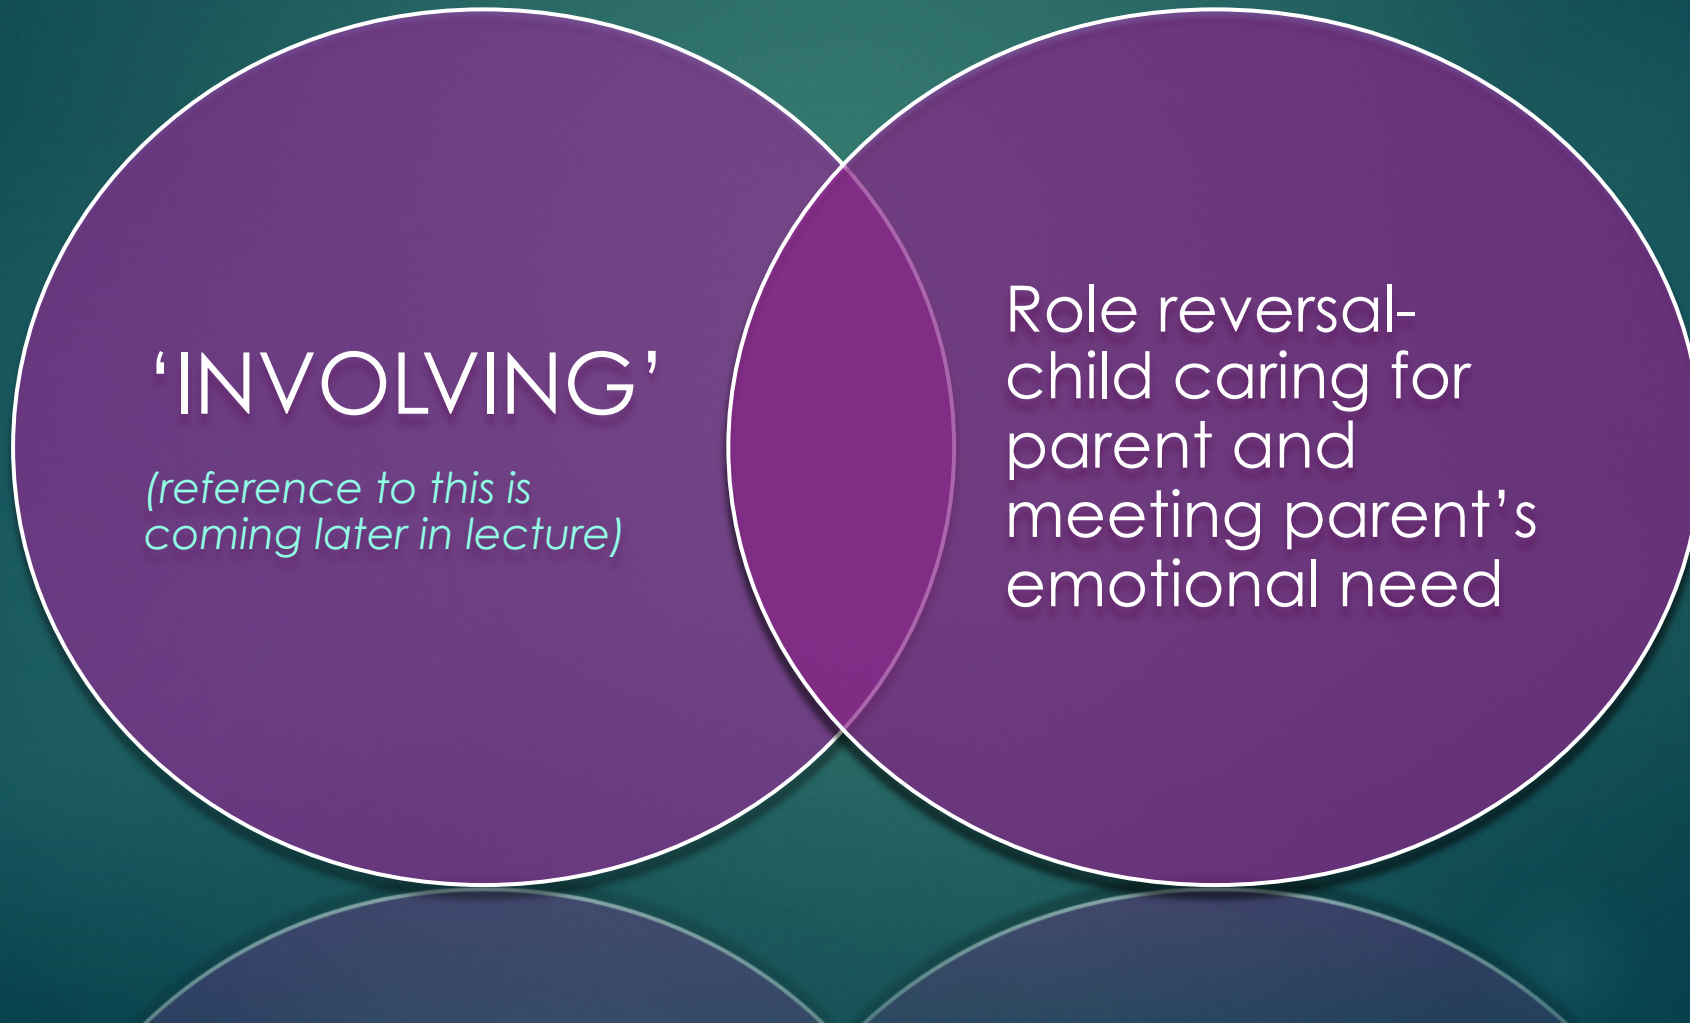 ‘INVOLVING’
(reference to this is
coming later in lecture)
Role reversal-
child caring for
parent and
meeting parent’s
emotional need